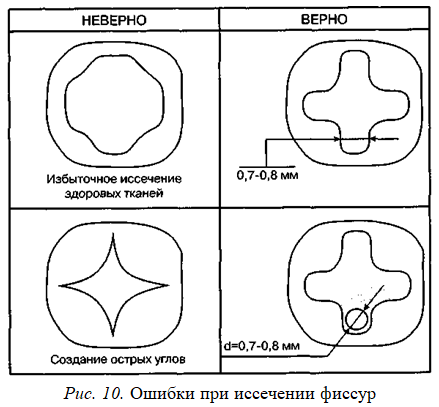 НЕВЕРНО
ВЕРНО
Избыточное иссечение
здоровых тканей
0,7-0,8 мм
Создание острых углов
d=0,7-0,8 мм
Рис. 10. Ошибки при иссечении фиссур